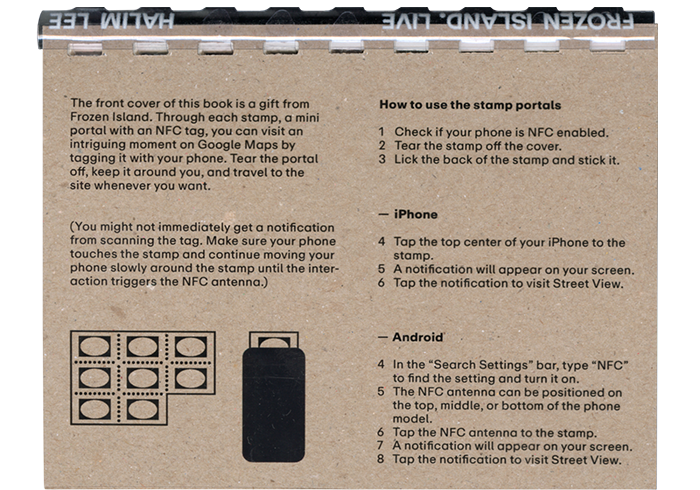 HALIM LEE
FROZEN ISLAND. LIVE
The front cover of this book is a gift from
Frozen Island. Through each stamp, a mini
portal with an NFC tag, you can visit an
intriguing moment on Google Maps by
tagging it with your phone. Tear the portal
off, keep it around you, and travel to the
site whenever you want.
(You might not immediately get a notification
from scanning the tag. Make sure your phone
touches the stamp and continue moving your
phone slowly around the stamp until the inter-
action triggers the NFC antenna.)
How to use the stamp portals
1 Check if your phone is NFC enabled.
2 Tear the stamp off the cover.
3 Lick the back of the stamp and stick it.
— iPhone
4 Tap the top center of your iPhone to the
stamp.
5 A notification will appear on your screen.
6 Tap the notification to visit Street View.
— Android
4 In the “Search Settings” bar, type “NFC”
to find the setting and turn it on.
5 The NFC antenna can be positioned on
the top, middle, or bottom of the phone
model.
6 Tap the NFC antenna to the stamp.
7 A notification will appear on your screen.
8 Tap the notification to visit Street View.